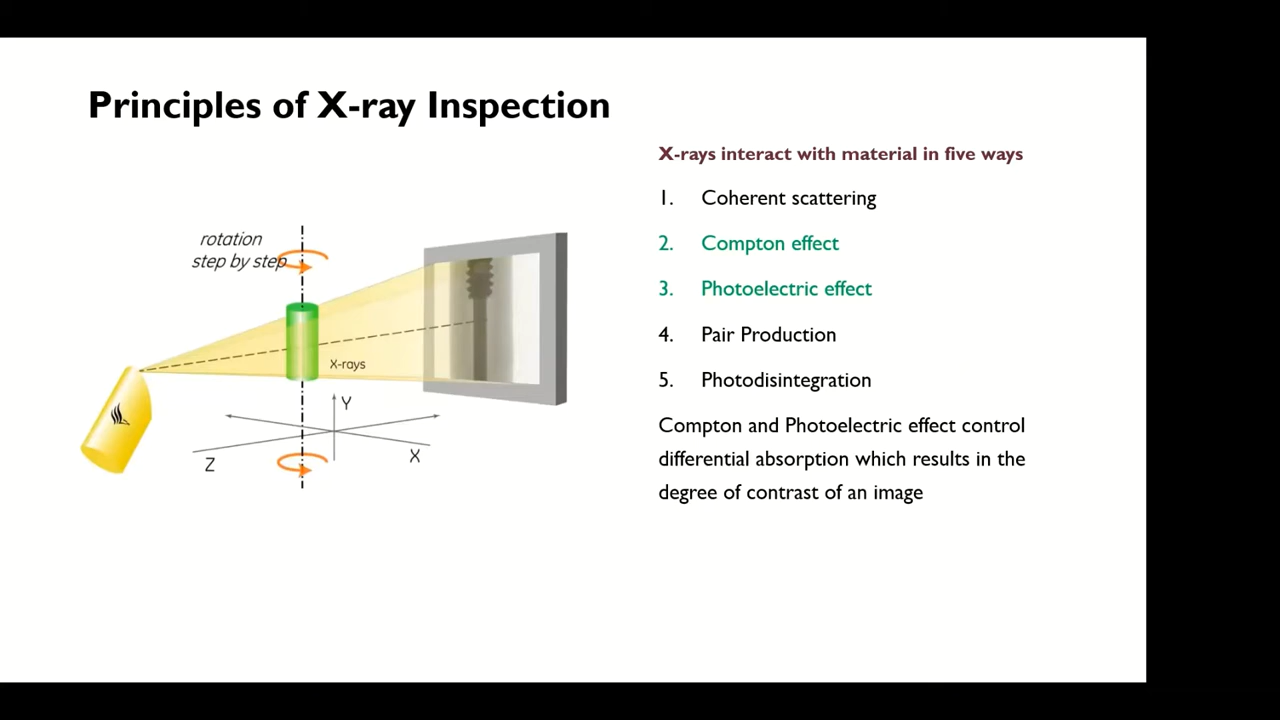 Principles of X-ray Inspection
X-rays interact with material in five ways
1. Coherent scattering
2. Compton effect
3. Photoelectric effect
4. Pair Production
5. Photodisintegration
Compton and Photoelectric effect control
differential absorption which results in the
degree of contrast of an image
rotation
step by step
X-rays
Y
Z
X